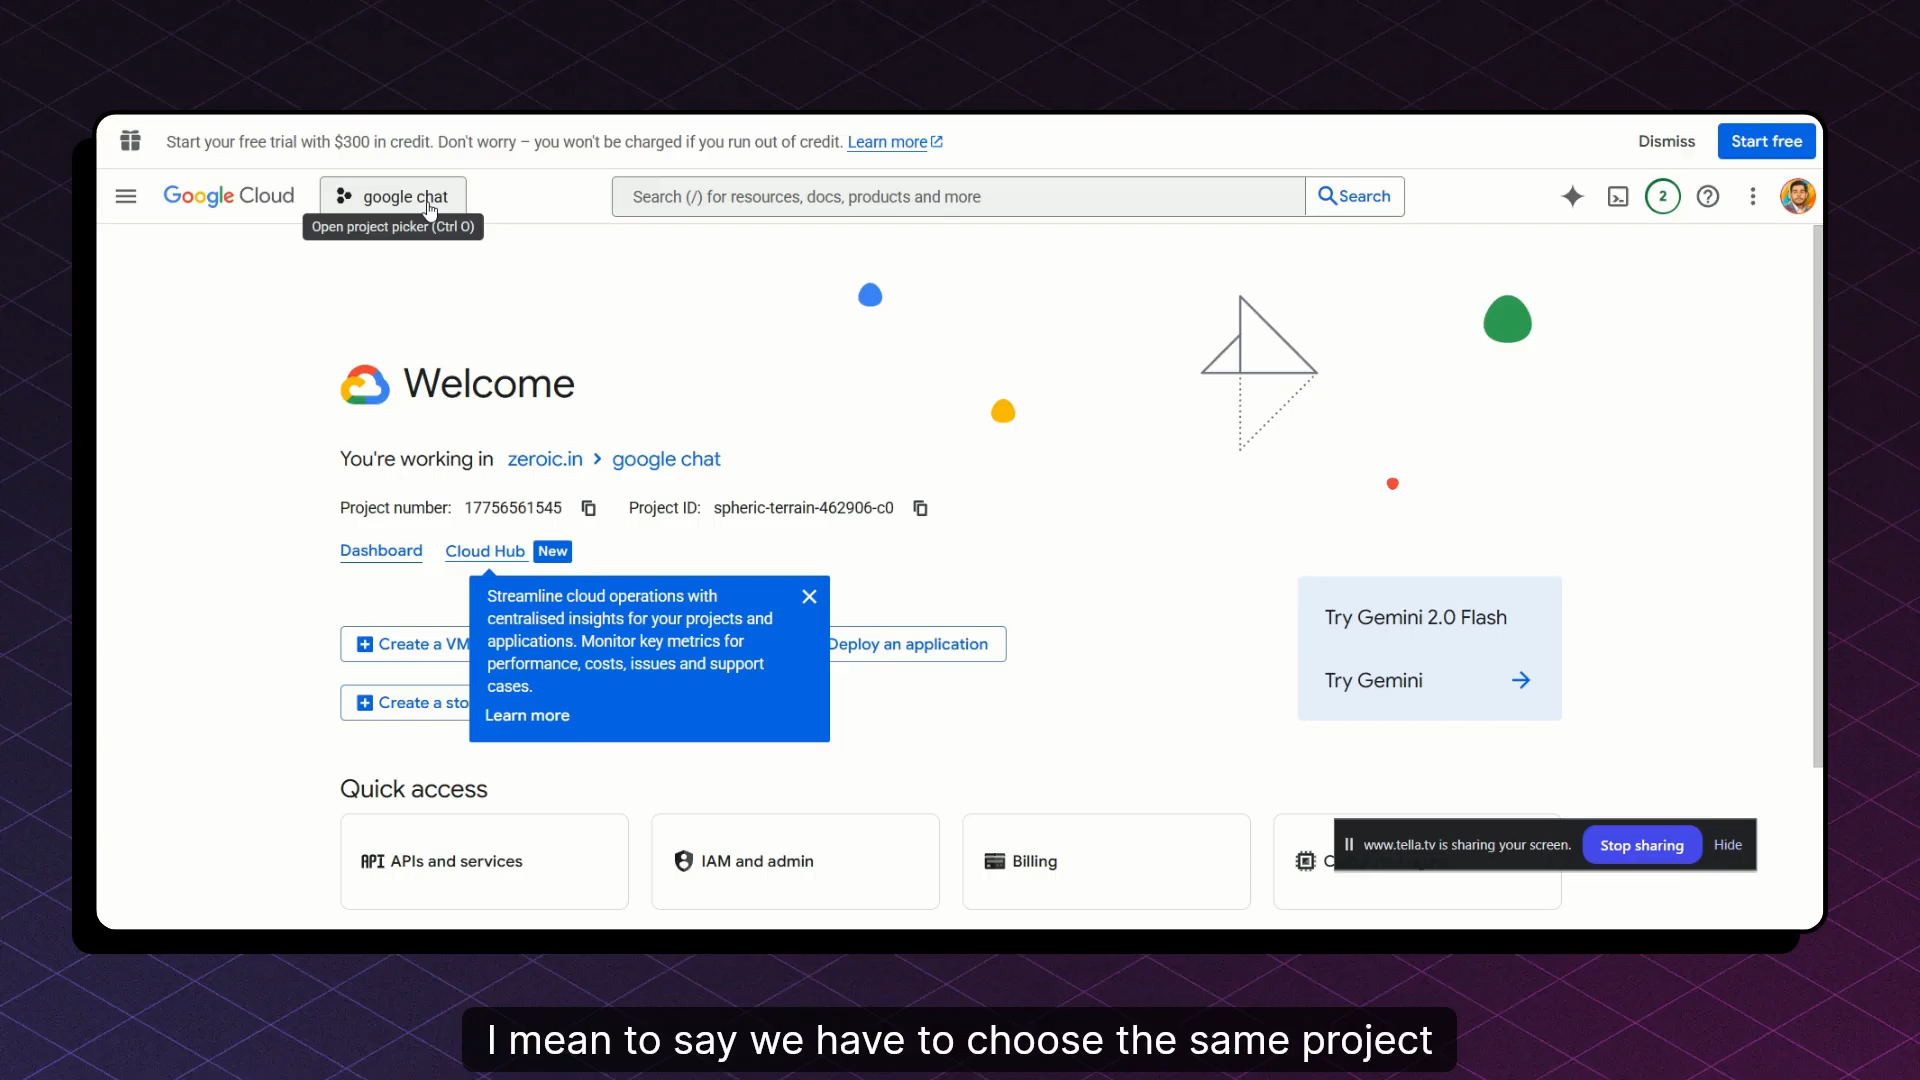 Start your free trial with $300 in credit. Don't worry – you won't be charged if you run out of credit. Learn more
Dismiss
Start free
Google Cloud
google chat
Search (/) for resources, docs, products and more
Search
2
Open project picker (Ctrl O)
Welcome
You're working in zeroic.in > google chat
Project number: 17756561545
Project ID: spheric-terrain-462906-c0
Dashboard
Cloud Hub
New
Streamline cloud operations with
centralised insights for your projects and
applications. Monitor key metrics for
performance, costs, issues and support
cases.
Learn more
Create a VM
Deploy an application
Create a sto
Try Gemini 2.0 Flash
Try Gemini
Quick access
API APIs and services
IAM and admin
Billing
www.tella.tv is sharing your screen.
Stop sharing
Hide
I mean to say we have to choose the same project